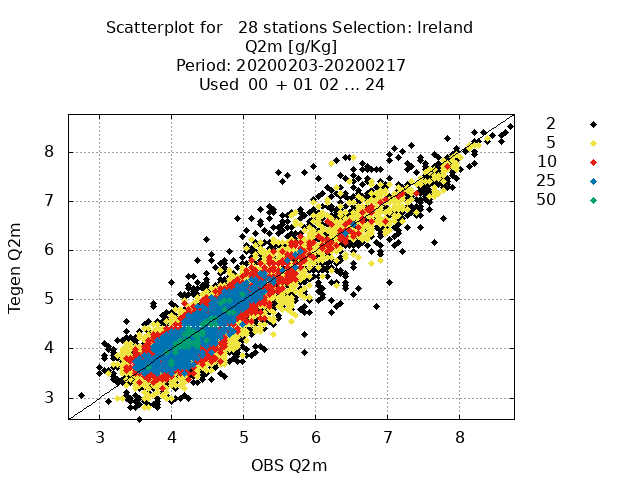 Scatterplot for 28 stations Selection: Ireland
Q2m [g/Kg]
Period: 20200203-20200217
Used 00 + 01 02 ... 24
2
5
10
25
50
8
7
6
5
4
3
Tegen Q2m
3 4 5 6 7 8
OBS Q2m